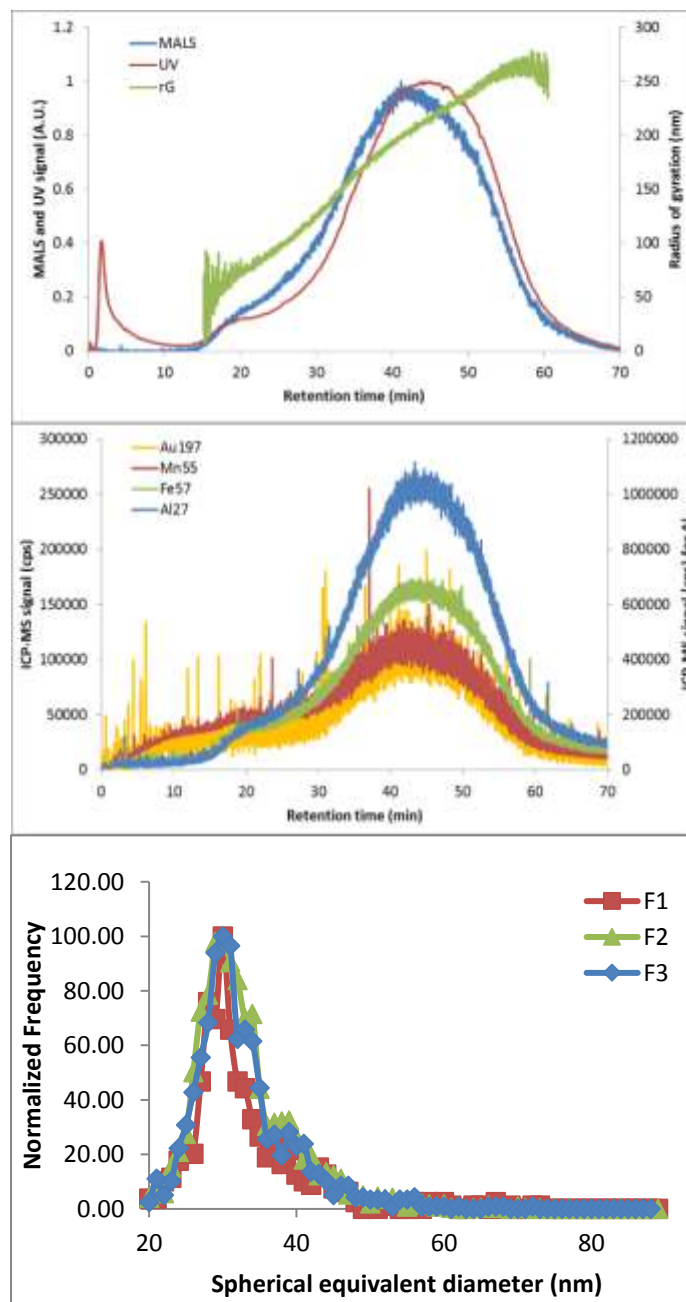 MALS
UV
rG
1.2
1
0.8
0.6
0.4
0.2
0
MALS and UV signal (A.U.)
300
250
200
150
100
50
0
Radius of gyration (nm)
0 10 20 30 40 50 60 70
Retention time (min)
Au197
Mn55
Fe57
Al27
300000
250000
200000
150000
100000
50000
0
ICP-MS signal (cps)
1200000
1000000
800000
600000
400000
200000
0
0 10 20 30 40 50 60 70
Retention time (min)
120.00
100.00
80.00
60.00
40.00
20.00
0.00
Normalized Frequency
F1
F2
F3
20 40 60 80
Spherical equivalent diameter (nm)